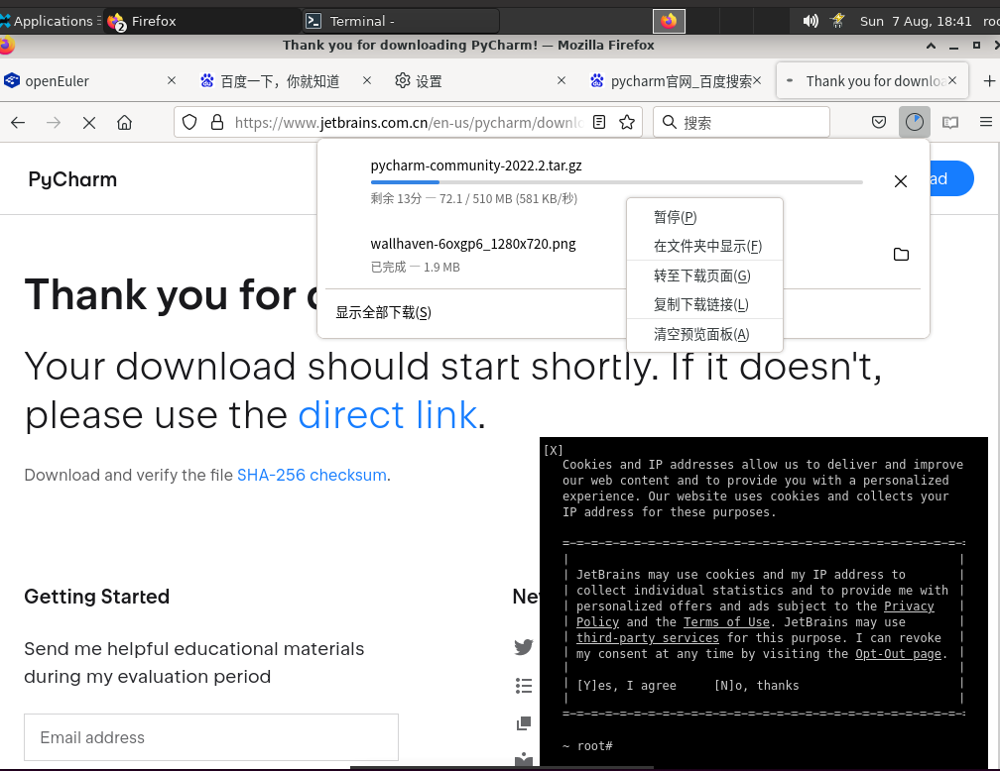 Applications
2
Firefox
Terminal -
Sun 7 Aug, 18:41
Thank you for downloading PyCharm! — Mozilla Firefox
openEuler
百度一下，你就知道
设置
pycharm官网_百度搜索
Thank you for downlo
https://www.jetbrains.com.cn/en-us/pycharm/downl
搜索
PyCharm
pycharm-community-2022.2.tar.gz
剩余 13分 — 72.1 / 510 MB (581 KB/秒)
暂停(P)
在文件夹中显示(F)
转至下载页面(G)
复制下载链接(L)
清空预览面板(A)
wallhaven-6oxgp6_1280x720.png
已完成 — 1.9 MB
显示全部下载(S)
Thank you for
Your download should start shortly. If it doesn't,
please use the direct link.
Download and verify the file SHA-256 checksum.
[X]
Cookies and IP addresses allow us to deliver and improve
our web content and to provide you with a personalized
experience. Our website uses cookies and collects your
IP address for these purposes.
JetBrains may use cookies and my IP address to
collect individual statistics and to provide me with
personalized offers and ads subject to the Privacy
Policy and the Terms of Use. JetBrains may use
third-party services for this purpose. I can revoke
my consent at any time by visiting the Opt-Out page.
[Y]es, I agree [N]o, thanks
~ root#
Getting Started
Send me helpful educational materials
during my evaluation period
Email address